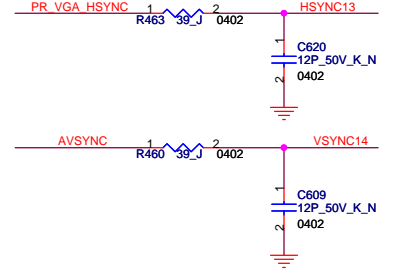 PR_VGA_HSYNC 1 2 HSYNC13
R463 39_J 0402
1 C620
12P_50V_K_N
2 0402
AVSYNC 1 2 VSYNC14
R460 39_J 0402
1 C609
12P_50V_K_N
2 0402